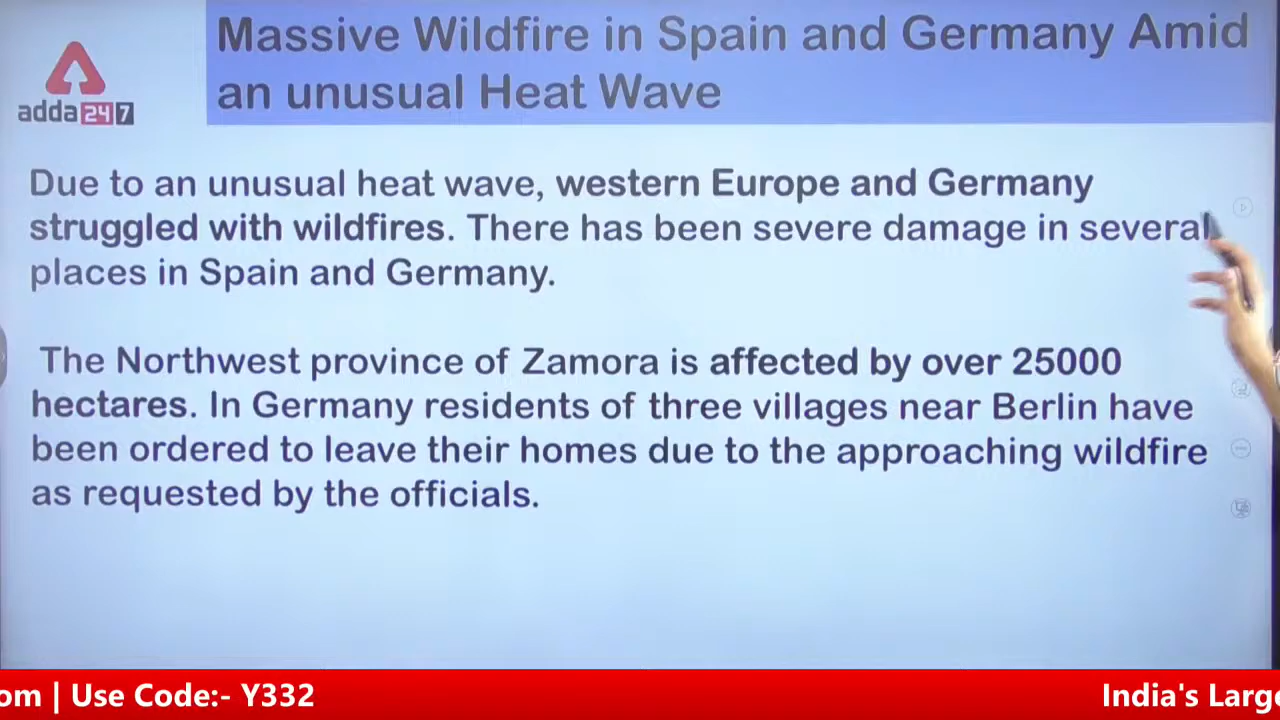 Massive Wildfire in Spain and Germany Amid
an unusual Heat Wave
adda247
Due to an unusual heat wave, western Europe and Germany
struggled with wildfires. There has been severe damage in several
places in Spain and Germany.
The Northwest province of Zamora is affected by over 25000
hectares. In Germany residents of three villages near Berlin have
been ordered to leave their homes due to the approaching wildfire
as requested by the officials.
om | Use Code:- Y332
India's Large